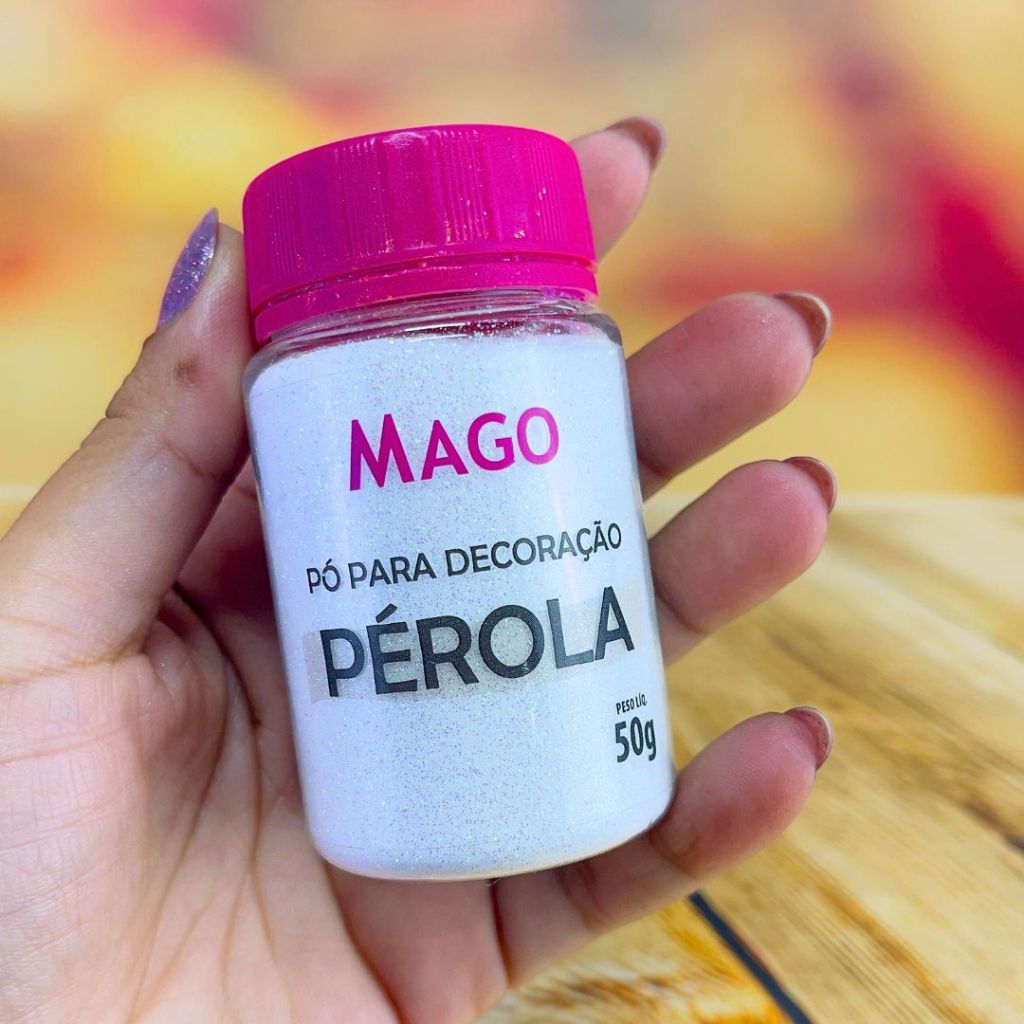 MAGO
PÓ PARA DECORAÇÃO
PÉROLA
PESO LÍQ.
50g